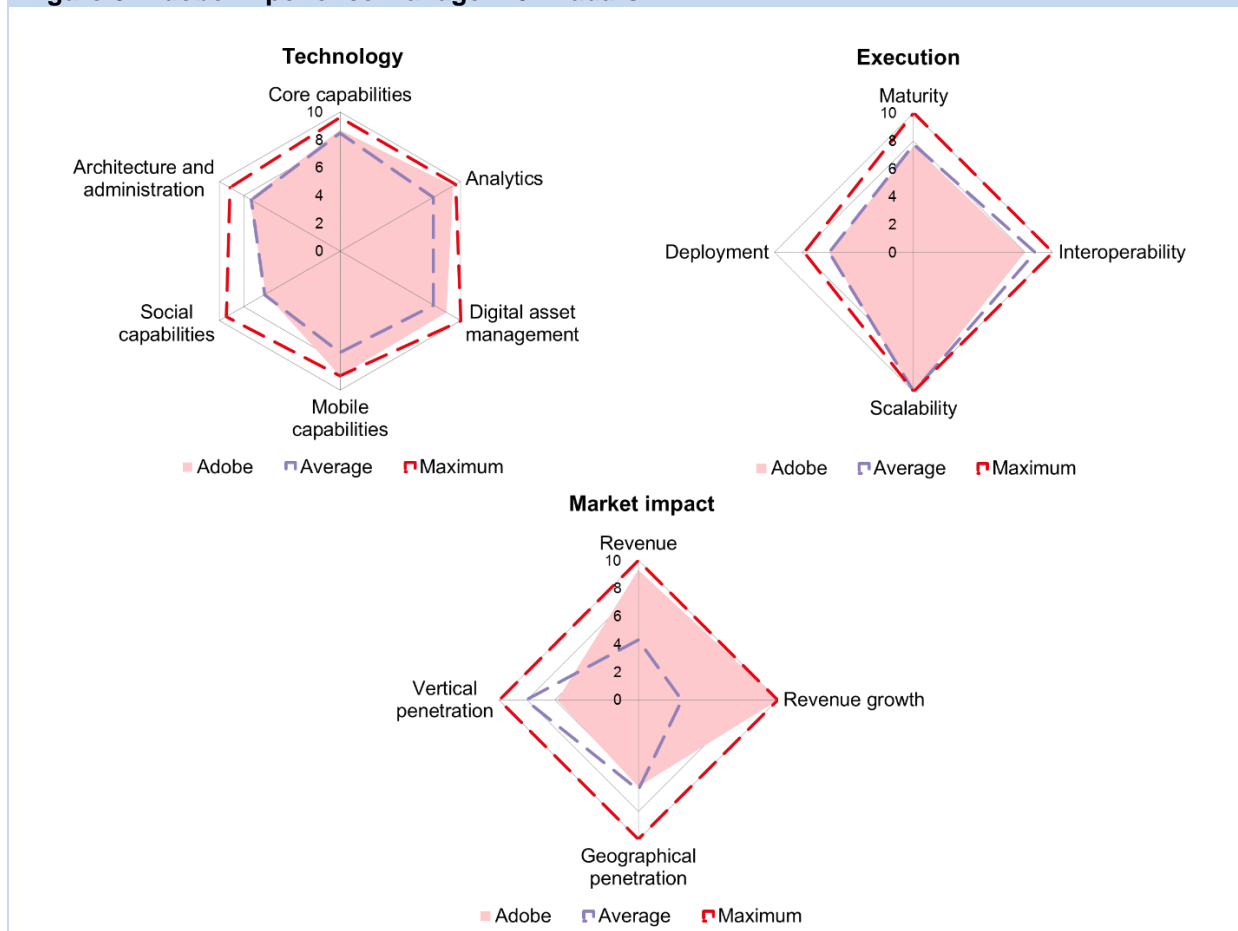 Technology
Core capabilities
10
8
6
4
2
0
Architecture and
administration
Analytics
Social
capabilities
Digital asset
management
Mobile
capabilities
Adobe Average Maximum
Execution
Maturity
10
8
6
4
2
0
Deployment
Interoperability
Scalability
Adobe Average Maximum
Market impact
Revenue
10
8
6
4
2
0
Vertical
penetration
Revenue growth
Geographical
penetration
Adobe Average Maximum